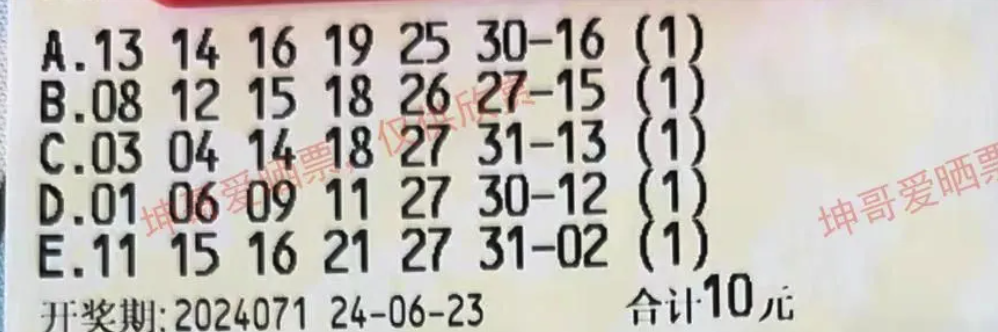 A.13 14 16 19 25 30-16 (1)
B.08 12 15 18 26 27-15 (1)
C.03 04 14 18 27 31-13 (1)
D.01 06 09 11 27 30-12 (1)
E.11 15 16 21 27 31-02 (1)
开奖期:2024071 24-06-23 合计10元
坤哥爱晒票,仅供欣赏
坤哥爱晒票